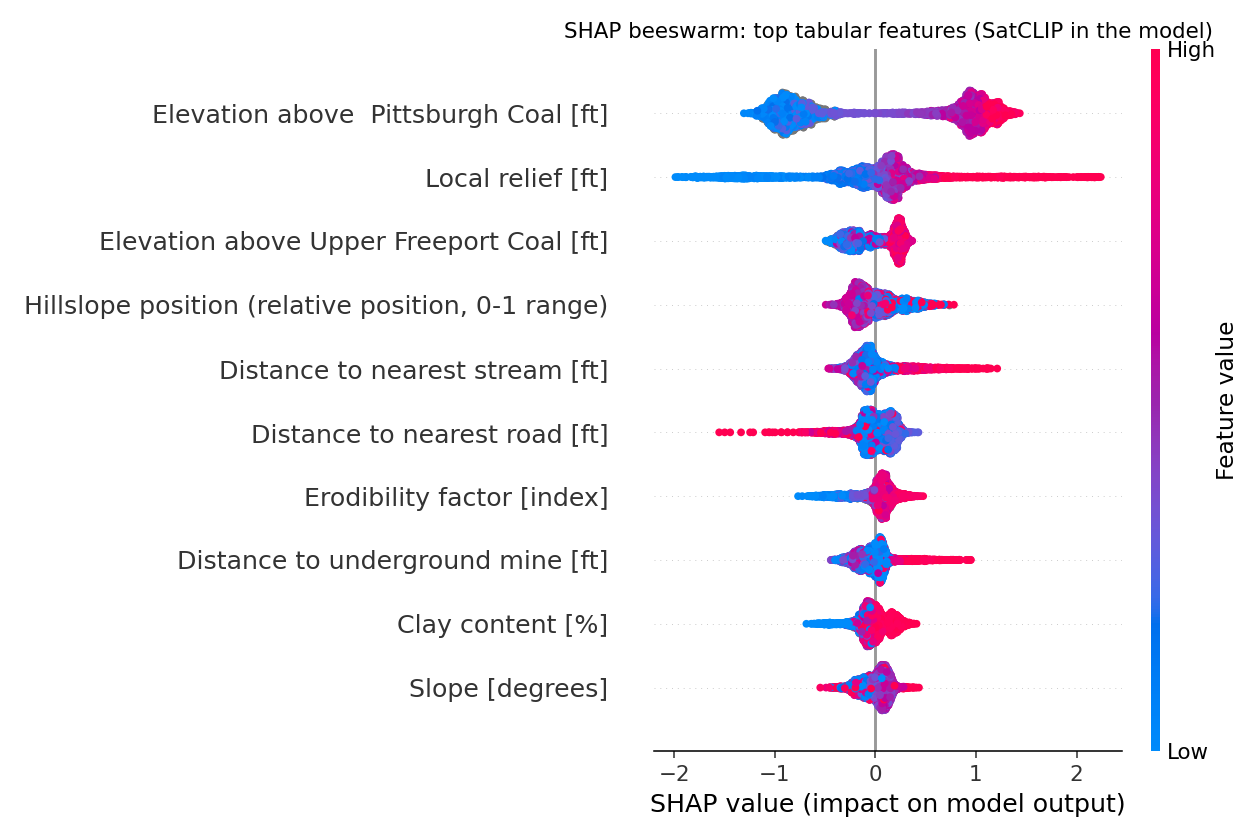 SHAP beeswarm: top tabular features (SatCLIP in the model)
High
Elevation above  Pittsburgh Coal [ft]
Local relief [ft]
Elevation above Upper Freeport Coal [ft]
Hillslope position (relative position, 0-1 range)
Distance to nearest stream [ft]
Distance to nearest road [ft]
Erodibility factor [index]
Distance to underground mine [ft]
Clay content [%]
Slope [degrees]
Feature value
Low
−2 −1 0 1 2
SHAP value (impact on model output)